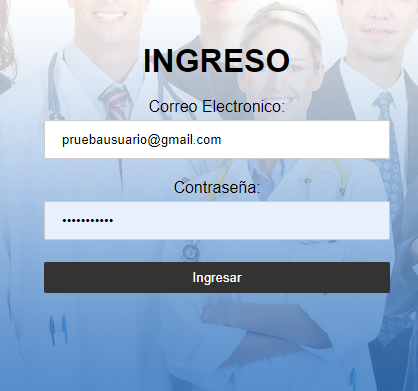 INGRESO
Correo Electronico:
pruebausuario@gmail.com
Contraseña:
•••••••••••
Ingresar